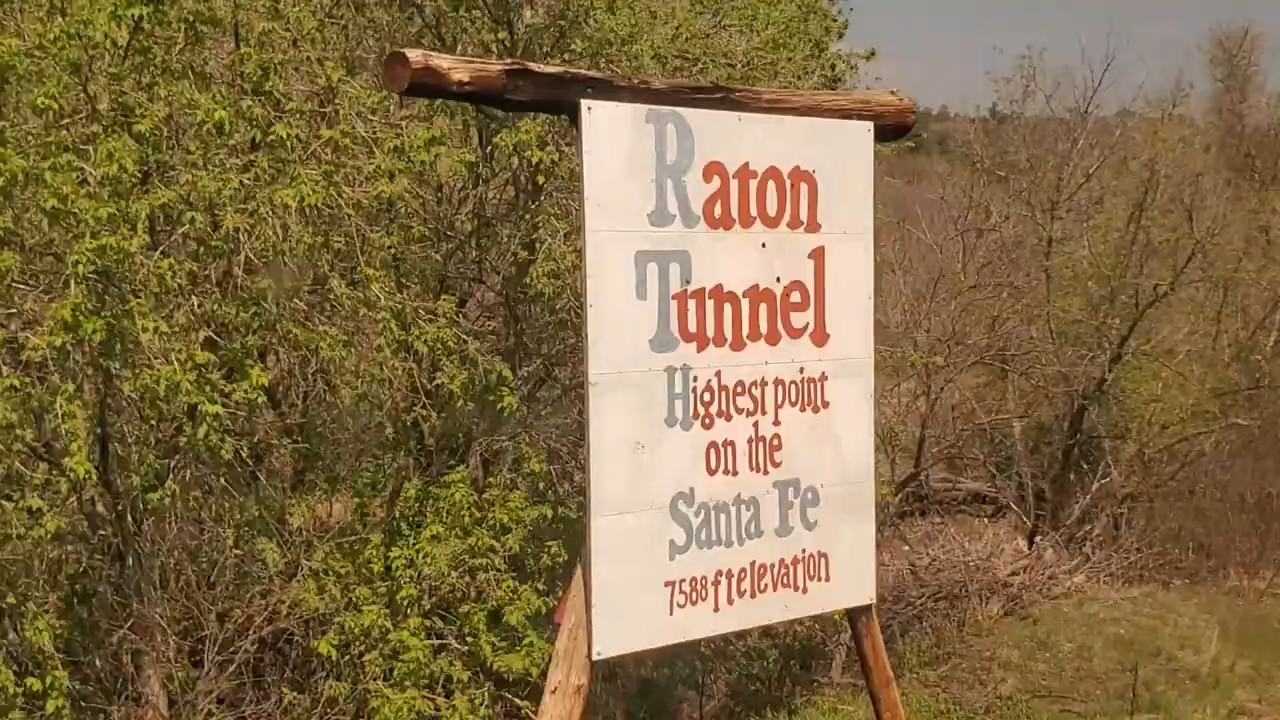 Raton
Tunnel
Highest point
on the
Santa Fe
7588 ft elevation